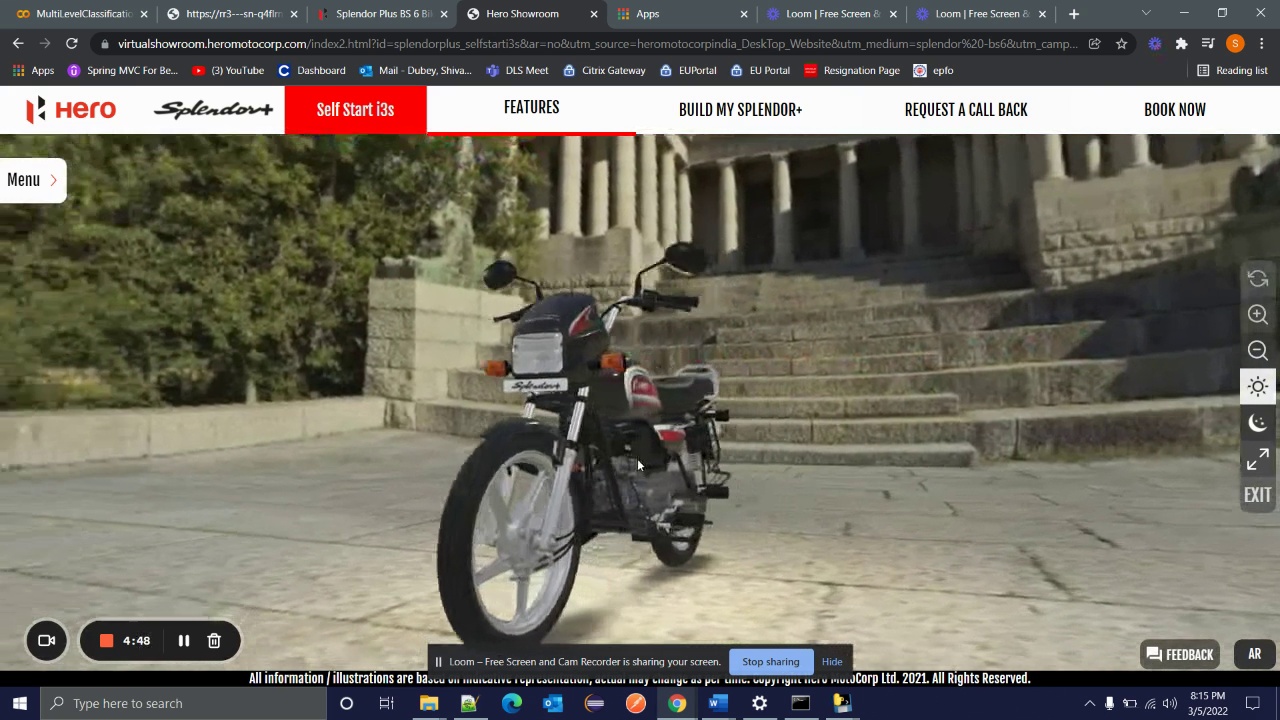 MultiLevelClassificatio
https://rr3---sn-q4flrn
Splendor Plus BS 6 Bi
Hero Showroom
Apps
Loom | Free Screen &
Loom | Free Screen &
virtualshowroom.heromotocorp.com/index2.html?id=splendorplus_selfstarti3s&at=no&utm_source=heromotocorpindia_DeskTop_Website&utm_medium=splendor%20-bs6&utm_camp...
Apps
Spring MVC For Be...
(3) YouTube
Dashboard
Mail - Dubey, Shiva...
DLS Meet
Citrix Gateway
EUPortal
EU Portal
Resignation Page
epfo
Reading list
Hero
Splendor+
Self Start i3s
FEATURES
BUILD MY SPLENDOR+
REQUEST A CALL BACK
BOOK NOW
Menu
Splendor+
EXIT
4:48
Loom – Free Screen and Cam Recorder is sharing your screen.
Stop sharing
Hide
FEEDBACK
AR
All information / illustrations are based on indicative representation, actual may change as per time. Copyright Hero MotoCorp Ltd. 2021. All Rights Reserved.
Type here to search
8:15 PM
3/5/2022